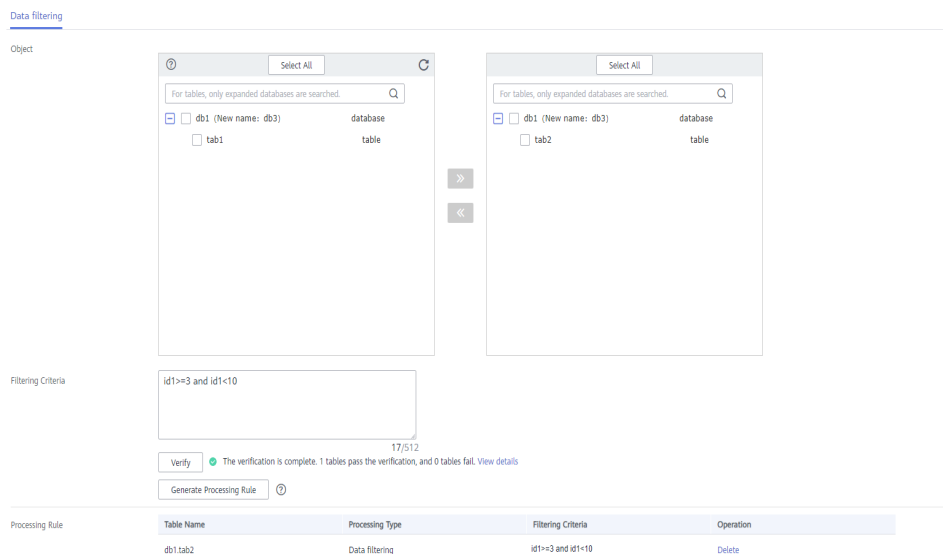 Data filtering
Object
Select All
For tables, only expanded databases are searched.
db1 (New name: db3) database
tab1 table
Select All
For tables, only expanded databases are searched.
db1 (New name: db3) database
tab2 table
Filtering Criteria
id1>=3 and id1<10
17/512
Verify The verification is complete. 1 tables pass the verification, and 0 tables fail. View details
Generate Processing Rule
Processing Rule
Table Name Processing Type Filtering Criteria Operation
db1.tab2 Data filtering id1>=3 and id1<10 Delete